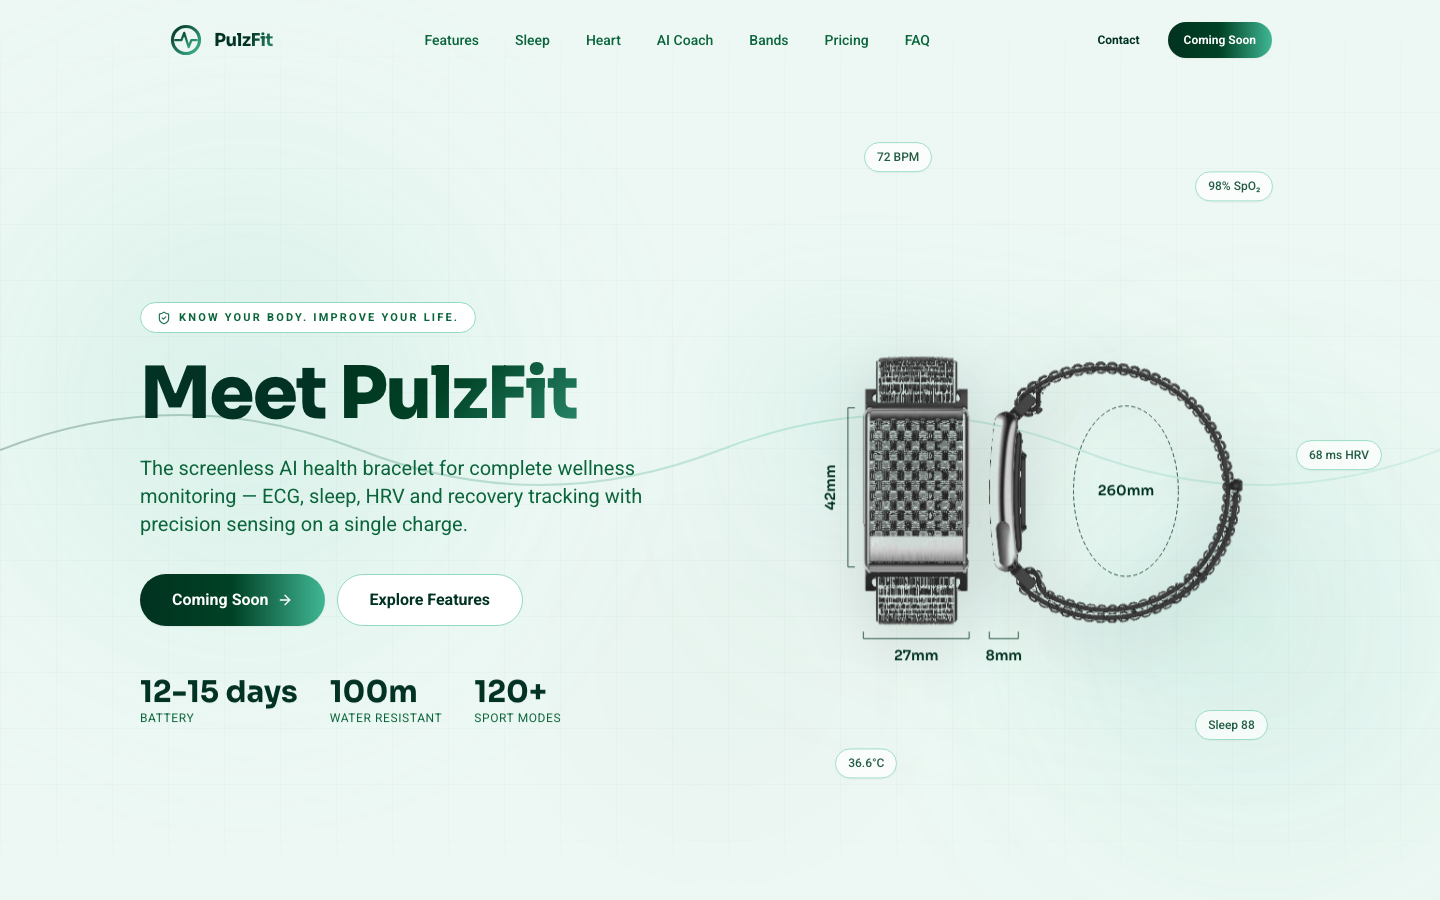 PulzFit
Features
Sleep
Heart
AI Coach
Bands
Pricing
FAQ
Contact
Coming Soon
72 BPM
98% SpO₂
KNOW YOUR BODY. IMPROVE YOUR LIFE.
Meet PulzFit
The screenless AI health bracelet for complete wellness
monitoring — ECG, sleep, HRV and recovery tracking with
precision sensing on a single charge.
Coming Soon →
Explore Features
12–15 days
BATTERY
100m
WATER RESISTANT
120+
SPORT MODES
42mm
260mm
68 ms HRV
27mm
8mm
Sleep 88
36.6°C